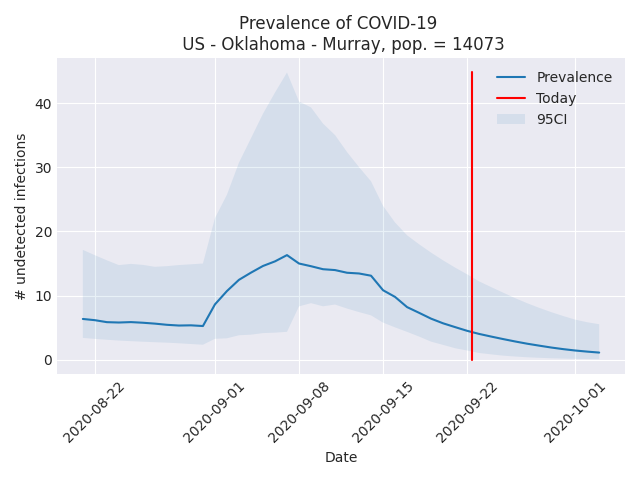 Prevalence of COVID-19
US - Oklahoma - Murray, pop. = 14073
# undetected infections
40
30
20
10
0
Prevalence
Today
95CI
2020-08-22
2020-09-01
2020-09-08
2020-09-15
2020-09-22
2020-10-01
Date